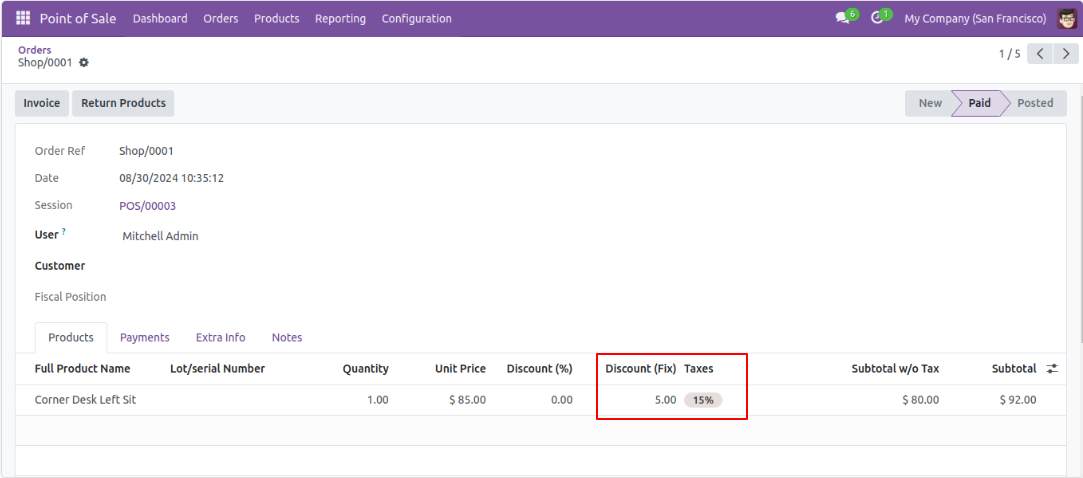 Point of Sale Dashboard Orders Products Reporting Configuration 6 1 My Company (San Francisco)
Orders
Shop/0001
1 / 5
Invoice Return Products New Paid Posted
Order Ref Shop/0001
Date 08/30/2024 10:35:12
Session POS/00003
User ? Mitchell Admin
Customer
Fiscal Position
Products Payments Extra Info Notes
Full Product Name Lot/serial Number Quantity Unit Price Discount (%) Discount (Fix) Taxes Subtotal w/o Tax Subtotal
Corner Desk Left Sit 1.00 $ 85.00 0.00 5.00 15% $ 80.00 $ 92.00